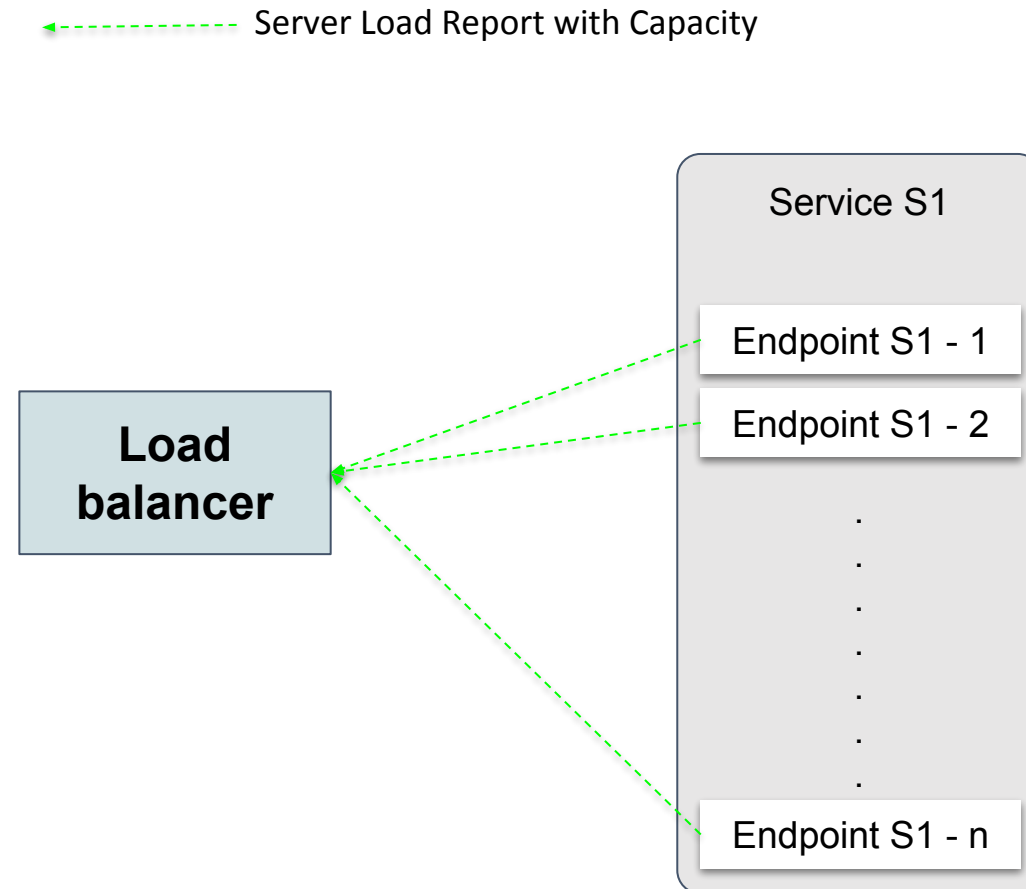 Server Load Report with Capacity
Service S1
Endpoint S1 - 1
Load
balancer
Endpoint S1 - 2
.
.
.
.
.
.
.
Endpoint S1 - n